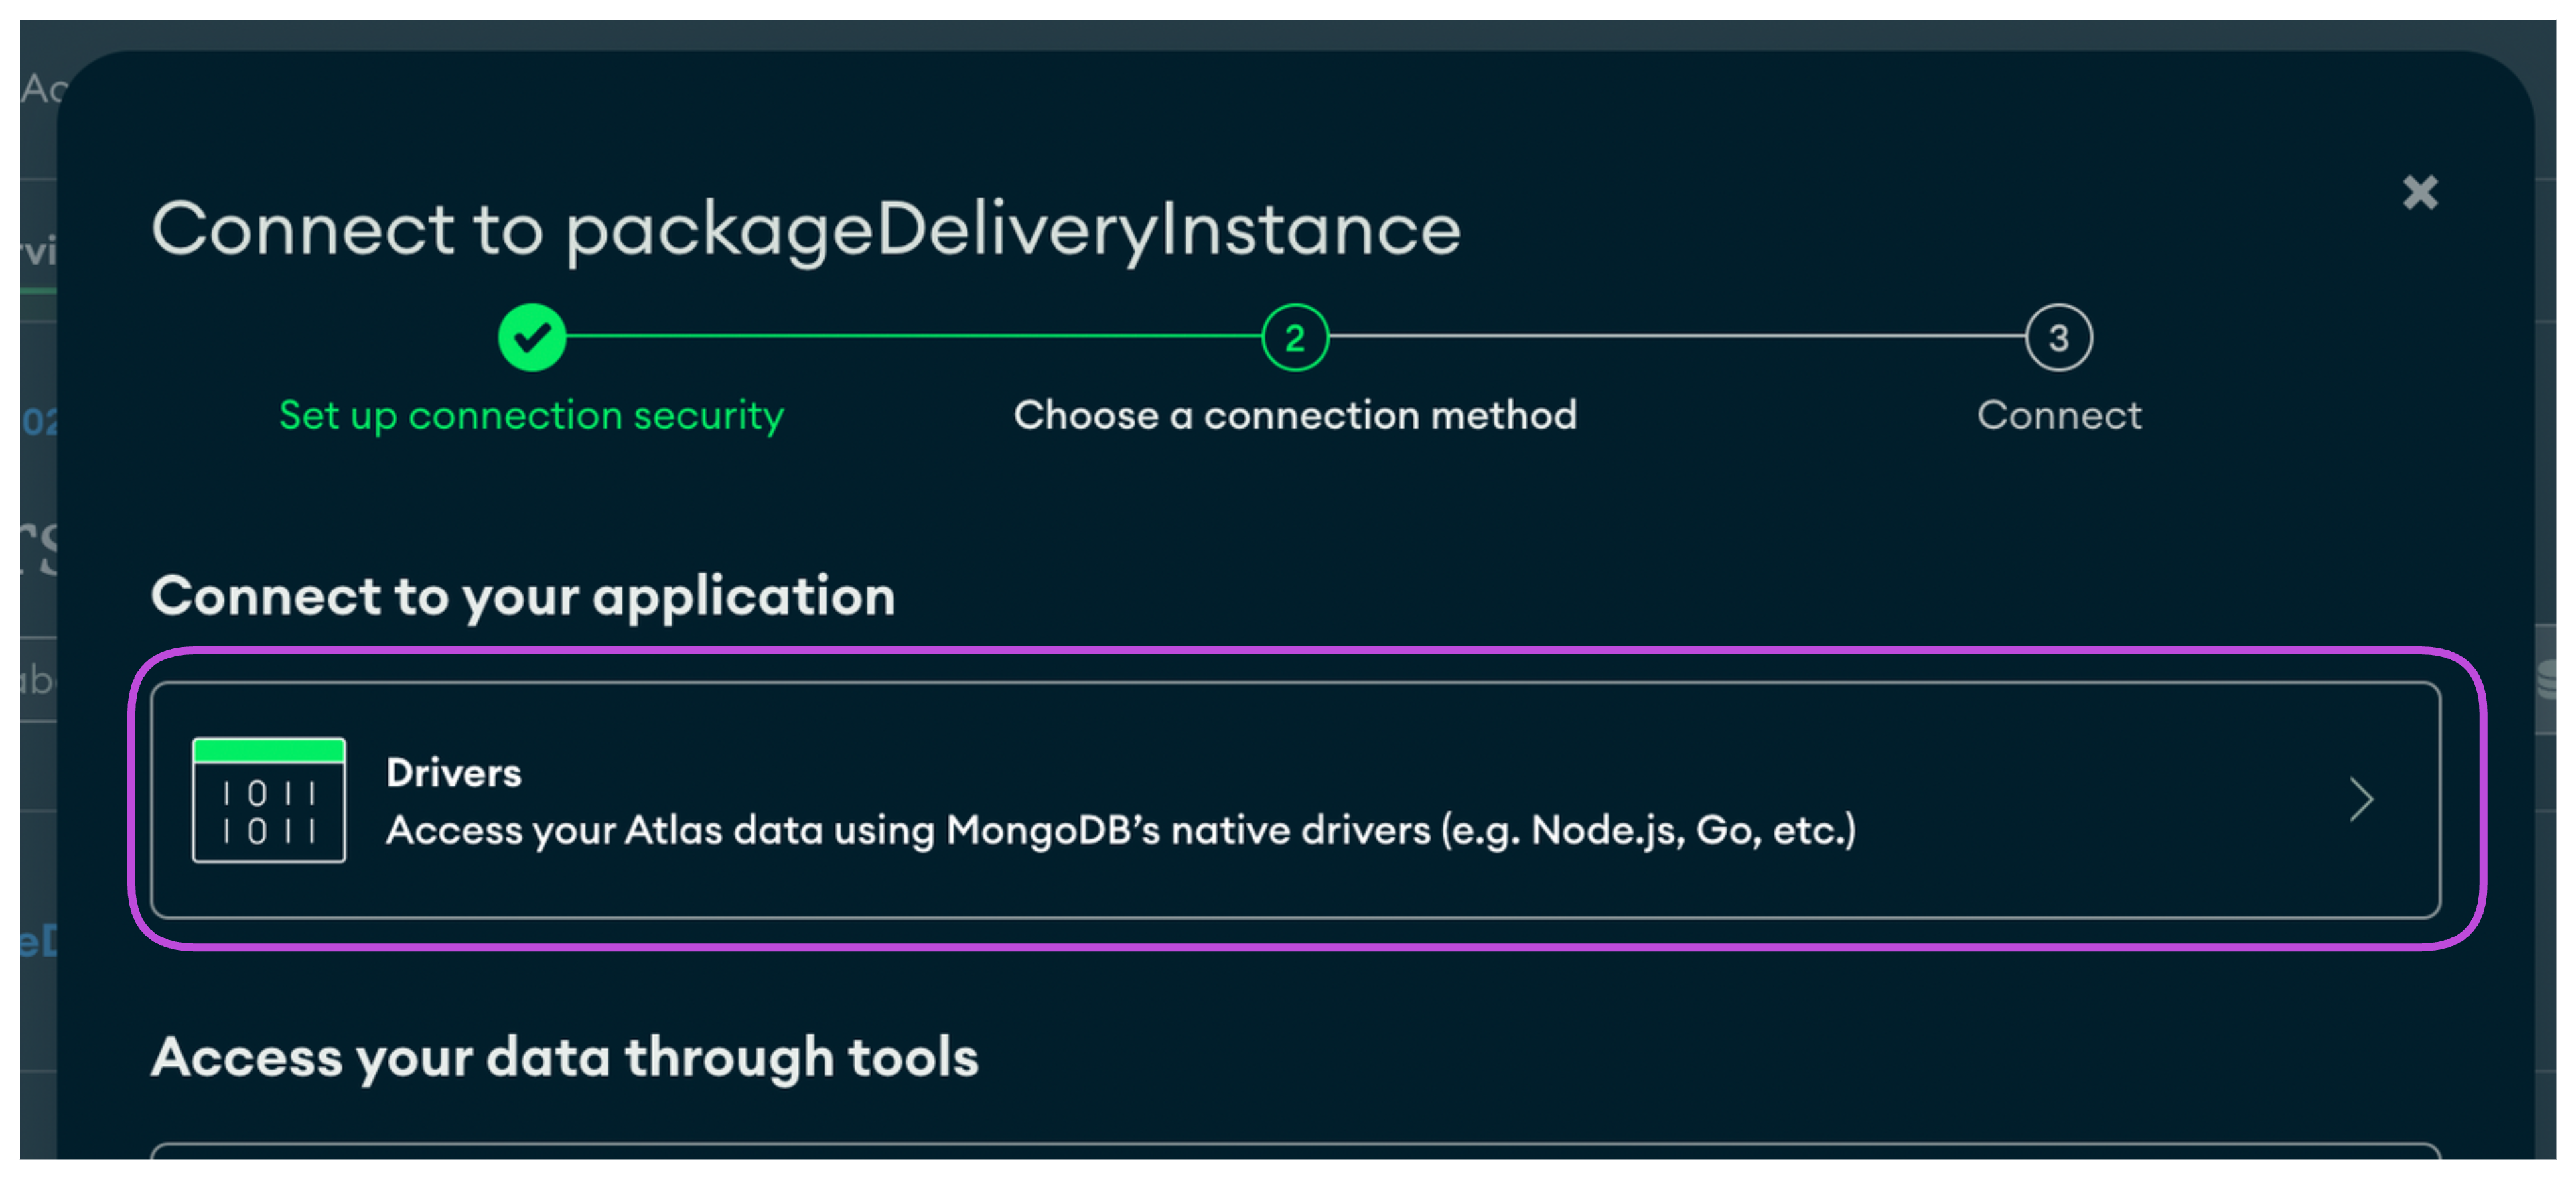 Connect to packageDeliveryInstance
2
3
Set up connection security
Choose a connection method
Connect
Connect to your application
1011
1011
Drivers
Access your Atlas data using MongoDB’s native drivers (e.g. Node.js, Go, etc.)
Access your data through tools